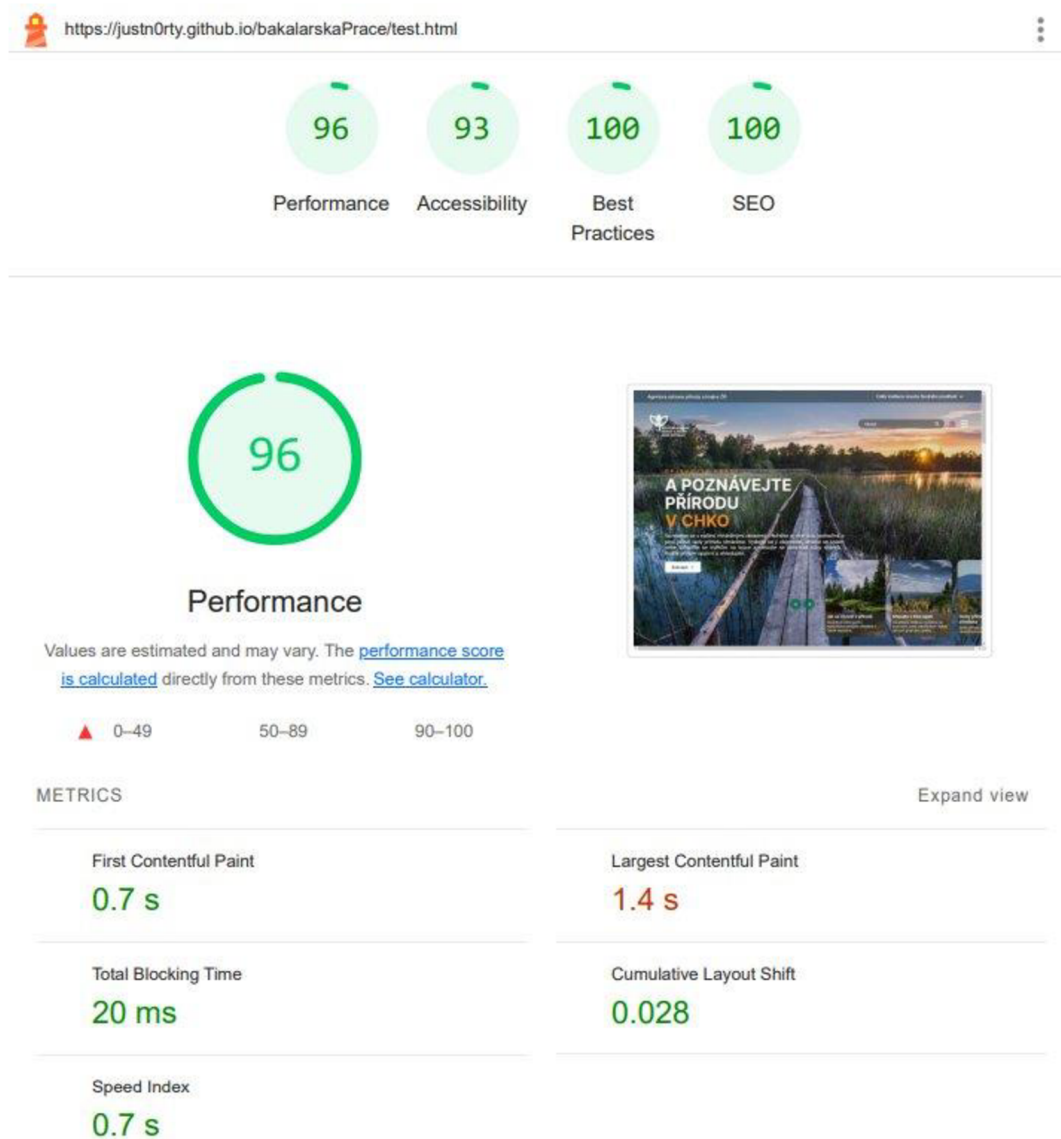 https://justn0rty.github.io/bakalarskaPrace/test.html
96
93
100
100
Performance
Accessibility
Best
Practices
SEO
96
Performance
Values are estimated and may vary. The performance score
is calculated directly from these metrics. See calculator.
0–49
50–89
90–100
A POZNÁVEJTE
PŘÍRODU
V CHKO
METRICS
Expand view
First Contentful Paint
0.7 s
Largest Contentful Paint
1.4 s
Total Blocking Time
20 ms
Cumulative Layout Shift
0.028
Speed Index
0.7 s